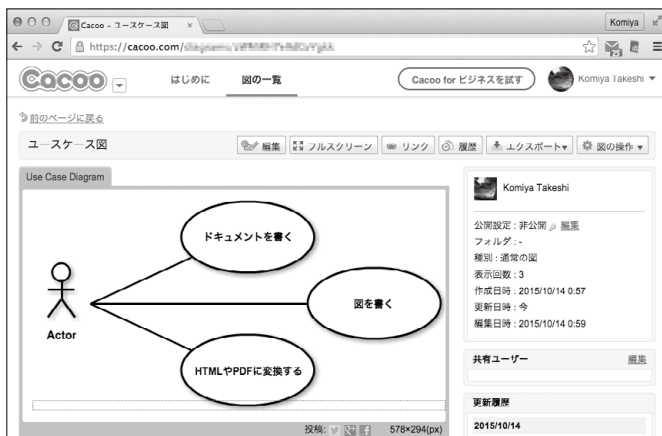 Cacoo - ユースケース図
Komiya
https://cacoo.com/
Cacoo
はじめに
図の一覧
Cacoo for ビジネスを試す
Komiya Takeshi
前のページに戻る
ユースケース図
編集
フルスクリーン
リンク
履歴
エクスポート▾
図の操作 ▾
Use Case Diagram
ドキュメントを書く
図を書く
Actor
HTMLやPDFに変換する
投稿:
578×294(px)
Komiya Takeshi
公開設定 : 非公開 編集
フォルダ : -
種別 : 通常の図
表示回数 : 3
作成日時 : 2015/10/14 0:57
更新日時 : 今
編集日時 : 2015/10/14 0:59
共有ユーザー 編集
更新履歴
2015/10/14